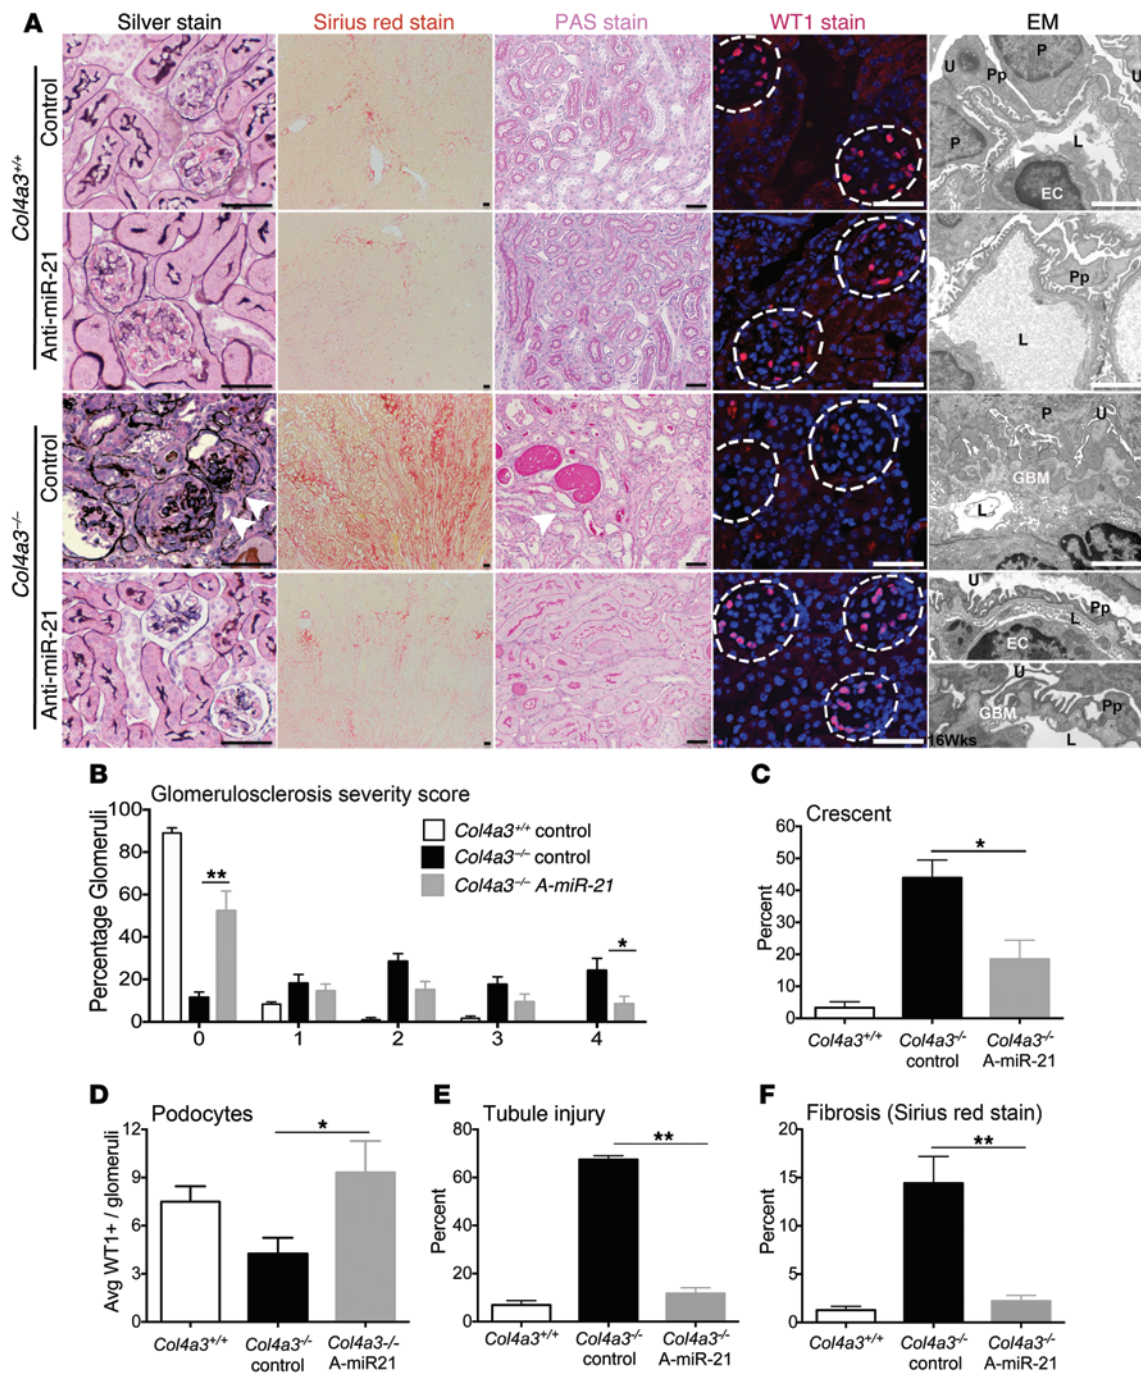 A
Silver stain
Sirius red stain
PAS stain
WT1 stain
EM
Col4a3+/+
Control
Anti-miR-21
Col4a3−/−
Control
Anti-miR-21
P
U
Pp
U
P
L
EC
Pp
L
P
U
GBM
L
U
Pp
L
EC
U
GBM
Pp
L
16Wks
B
Glomerulosclerosis severity score
Percentage Glomeruli
100
80
60
40
20
0
**
*
Col4a3+/+ control
Col4a3−/− control
Col4a3−/− A-miR-21
0 1 2 3 4
C
Crescent
Percent
60
50
40
30
20
10
0
*
Col4a3+/+
Col4a3-/- control
Col4a3-/- A-miR-21
D
Podocytes
Avg WT1+ / glomeruli
12
9
6
3
0
*
Col4a3+/+
Col4a3-/- control
Col4a3-/- A-miR21
E
Tubule injury
Percent
80
60
40
20
0
**
Col4a3+/+
Col4a3-/- control
Col4a3-/- A-miR-21
F
Fibrosis (Sirius red stain)
Percent
20
15
10
5
0
**
Col4a3+/+
Col4a3-/- control
Col4a3-/- A-miR-21